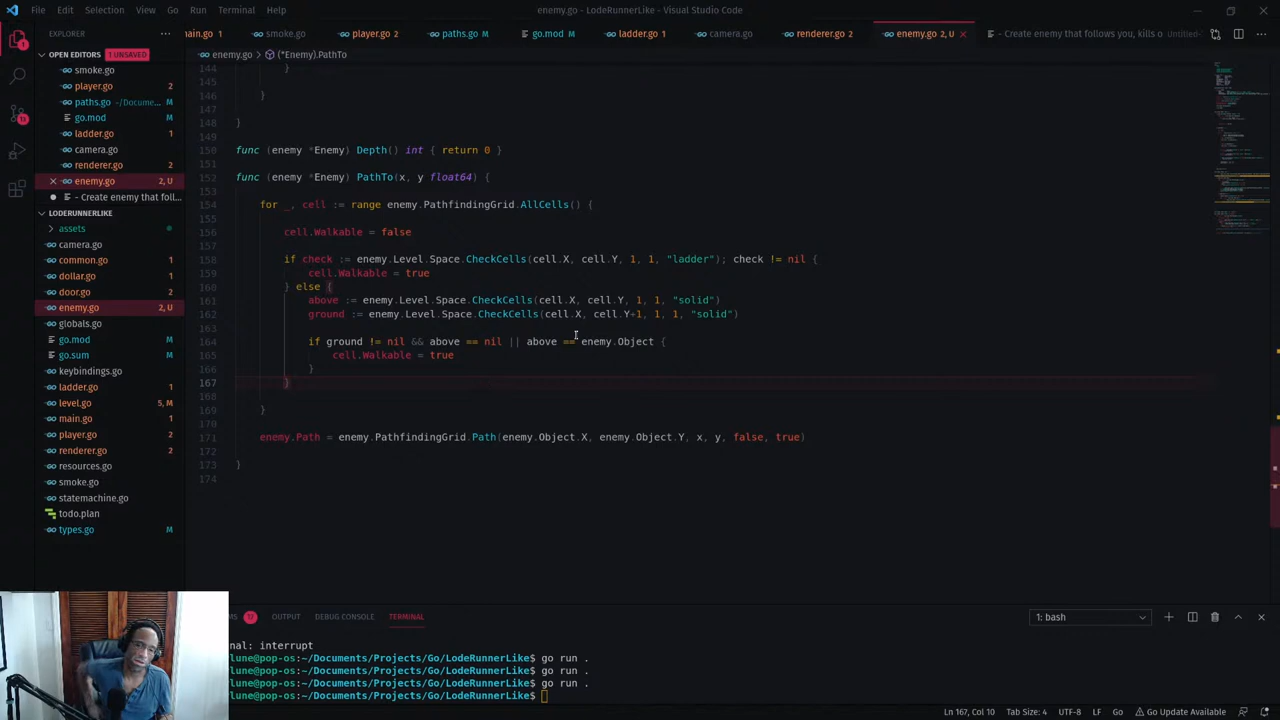 File Edit Selection View Go Run Terminal Help
enemy.go - LodeRunnerLike - Visual Studio Code
EXPLORER
main.go 1 smoke.go player.go 2 paths.go M go.mod ladder.go 1 camera.go renderer.go 2 enemy.go 2, U - Create enemy that follows you, kills o Untitled-
OPEN EDITORS 1 UNSAVED
enemy.go > (*Enemy).PathTo
smoke.go
player.go 2
paths.go ~/Docume... M
go.mod M
ladder.go 1
camera.go
renderer.go 2
enemy.go 2, U
- Create enemy that foll...
LODERUNNERLIKE
assets
camera.go
common.go
dollar.go
door.go
enemy.go 2, U
globals.go
go.mod
go.sum
keybindings.go
ladder.go 1
level.go 5, M
main.go 1
player.go 2
renderer.go 2
resources.go
smoke.go
statemachine.go
todo.plan
types.go M
144 }
145
146 }
147
148 }
149
150 func (enemy *Enemy) Depth() int { return 0 }
151
152 func (enemy *Enemy) PathTo(x, y float64) {
153
154 for _, cell := range enemy.PathfindingGrid.AllCells() {
155
156 cell.Walkable = false
157
158 if check := enemy.Level.Space.CheckCells(cell.X, cell.Y, 1, 1, "ladder"); check != nil {
159 cell.Walkable = true
160 } else {
161 above := enemy.Level.Space.CheckCells(cell.X, cell.Y, 1, 1, "solid")
162 ground := enemy.Level.Space.CheckCells(cell.X, cell.Y+1, 1, 1, "solid")
163
164 if ground != nil && above == nil || above == enemy.Object {
165 cell.Walkable = true
166 }
167 }
168
169 }
170
171 enemy.Path = enemy.PathfindingGrid.Path(enemy.Object.X, enemy.Object.Y, x, y, false, true)
172
173 }
174
MS OUTPUT DEBUG CONSOLE TERMINAL 1: bash
nal: interrupt
lune@pop-os:~/Documents/Projects/Go/LodeRunnerLike$ go run .
lune@pop-os:~/Documents/Projects/Go/LodeRunnerLike$ go run .
lune@pop-os:~/Documents/Projects/Go/LodeRunnerLike$ go run .
lune@pop-os:~/Documents/Projects/Go/LodeRunnerLike$
Ln 167, Col 10 Tab Size: 4 UTF-8 LF Go Go Update Available